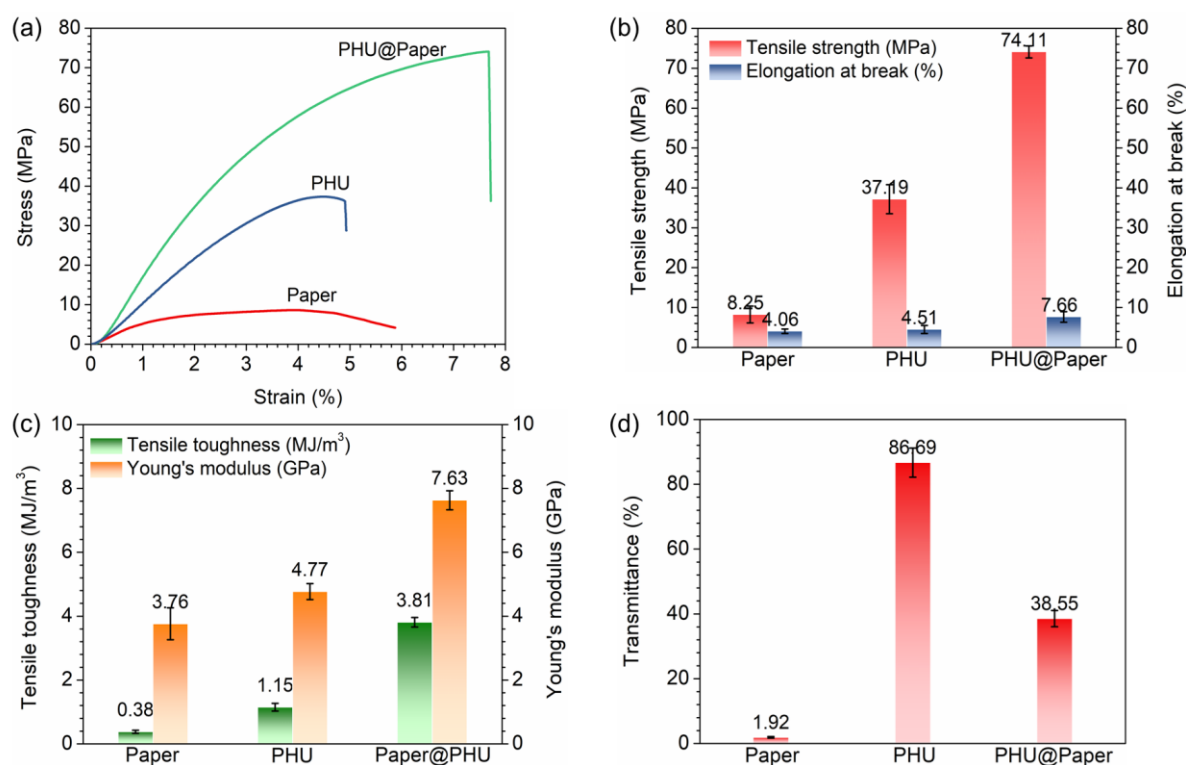 (a)
80
70
60
50
40
30
20
10
0
Stress (MPa)
PHU@Paper
PHU
Paper
0 1 2 3 4 5 6 7 8
Strain (%)
(b)
80
70
60
50
40
30
20
10
0
Tensile strength (MPa)
Tensile strength (MPa)
Elongation at break (%)
8.25
4.06
37.19
4.51
74.11
7.66
80
70
60
50
40
30
20
10
0
Elongation at break (%)
Paper PHU PHU@Paper
(c)
10
8
6
4
2
0
Tensile toughness (MJ/m³)
Tensile toughness (MJ/m³)
Young's modulus (GPa)
0.38
3.76
1.15
4.77
3.81
7.63
10
8
6
4
2
0
Young's modulus (GPa)
Paper PHU Paper@PHU
(d)
100
80
60
40
20
0
Transmittance (%)
1.92
86.69
38.55
Paper PHU PHU@Paper